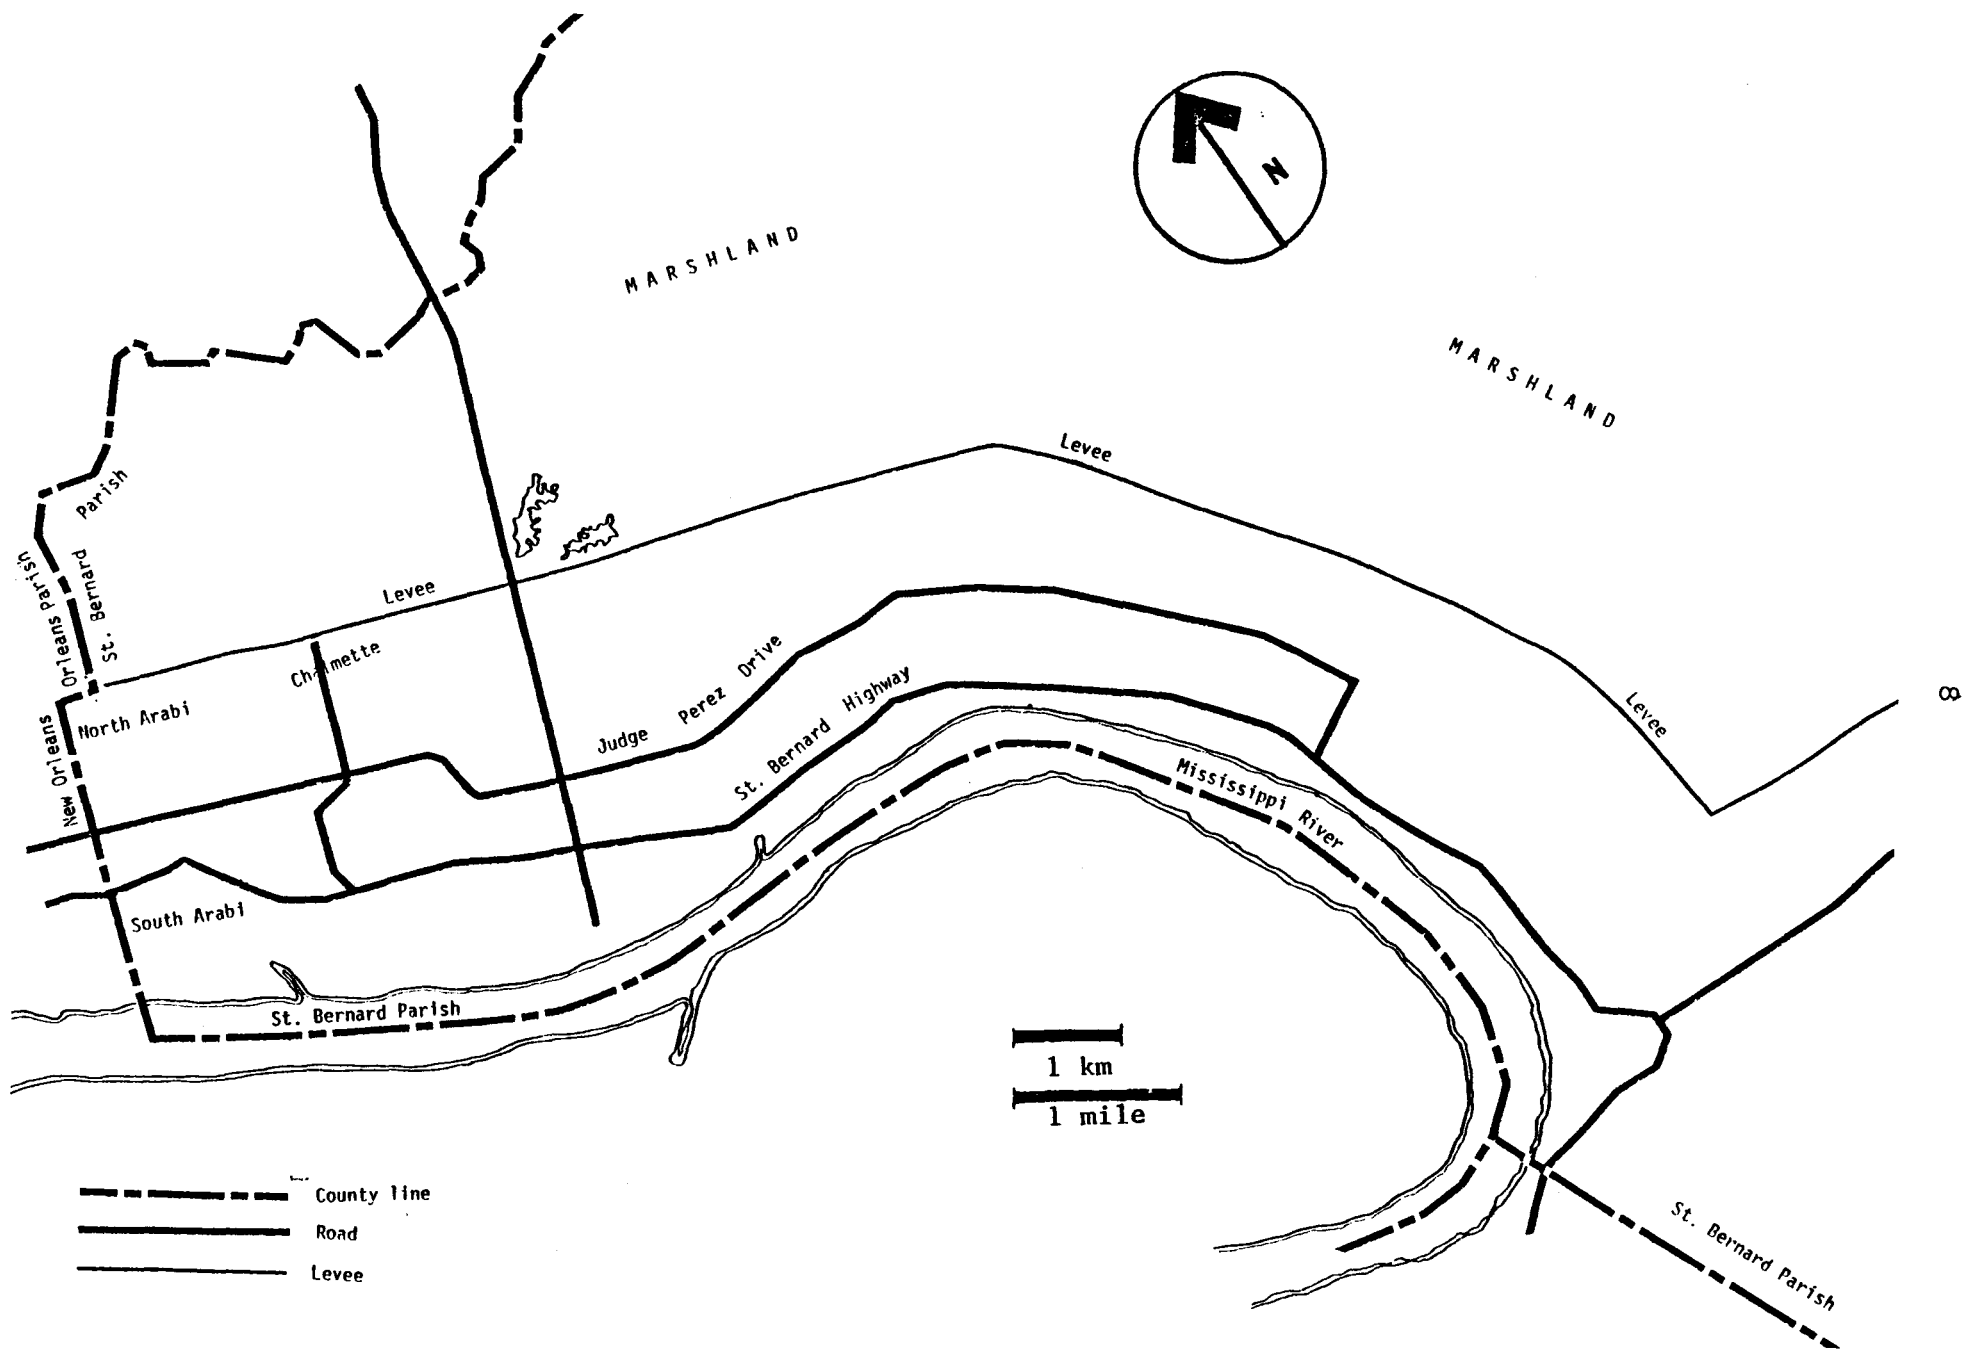 N
MARSHLAND
MARSHLAND
Levee
Parish
Orleans Parish
St. Bernard
Levee
Chalmette
Levee
New Orleans
North Arabi
Judge Perez Drive
St. Bernard Highway
8
Mississippi River
South Arabi
St. Bernard Parish
1 km
1 mile
St. Bernard Parish
County line
Road
Levee